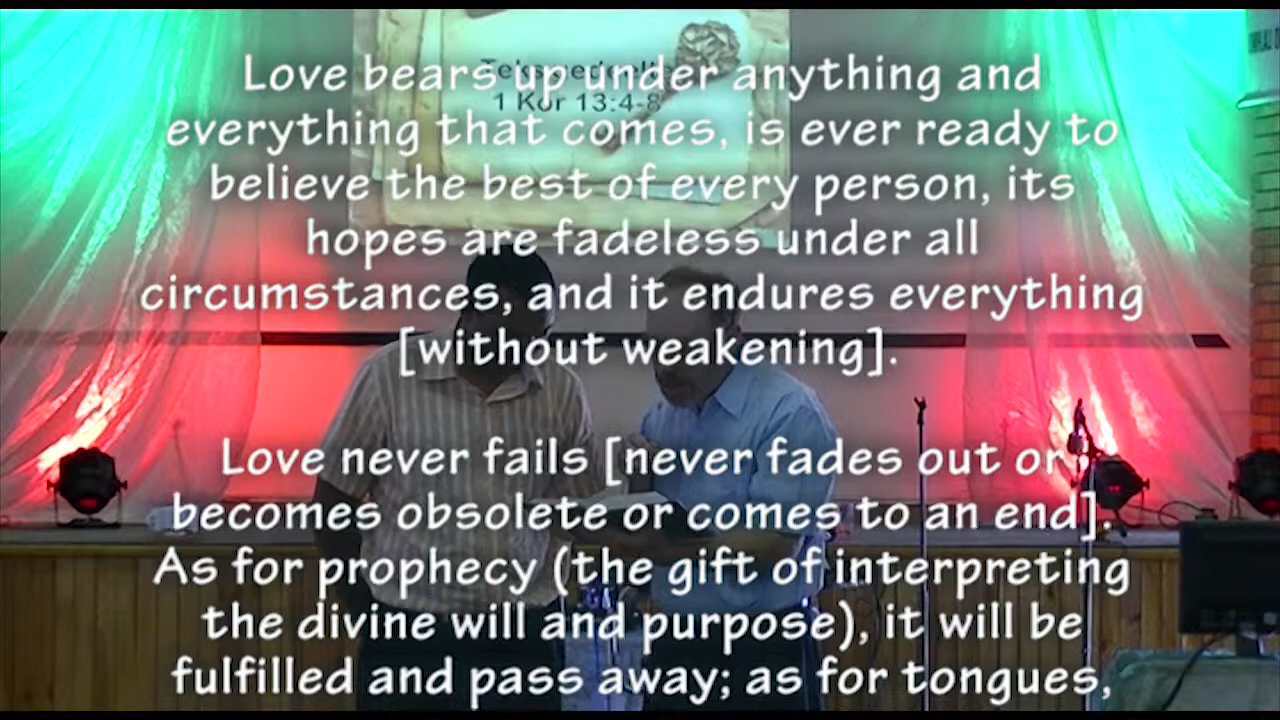 Love bears up under anything and
everything that comes, is ever ready to
believe the best of every person, its
hopes are fadeless under all
circumstances, and it endures everything
[without weakening].
Love never fails [never fades out or
becomes obsolete or comes to an end].
As for prophecy (the gift of interpreting
the divine will and purpose), it will be
fulfilled and pass away; as for tongues,
1 Kor 13:4-8